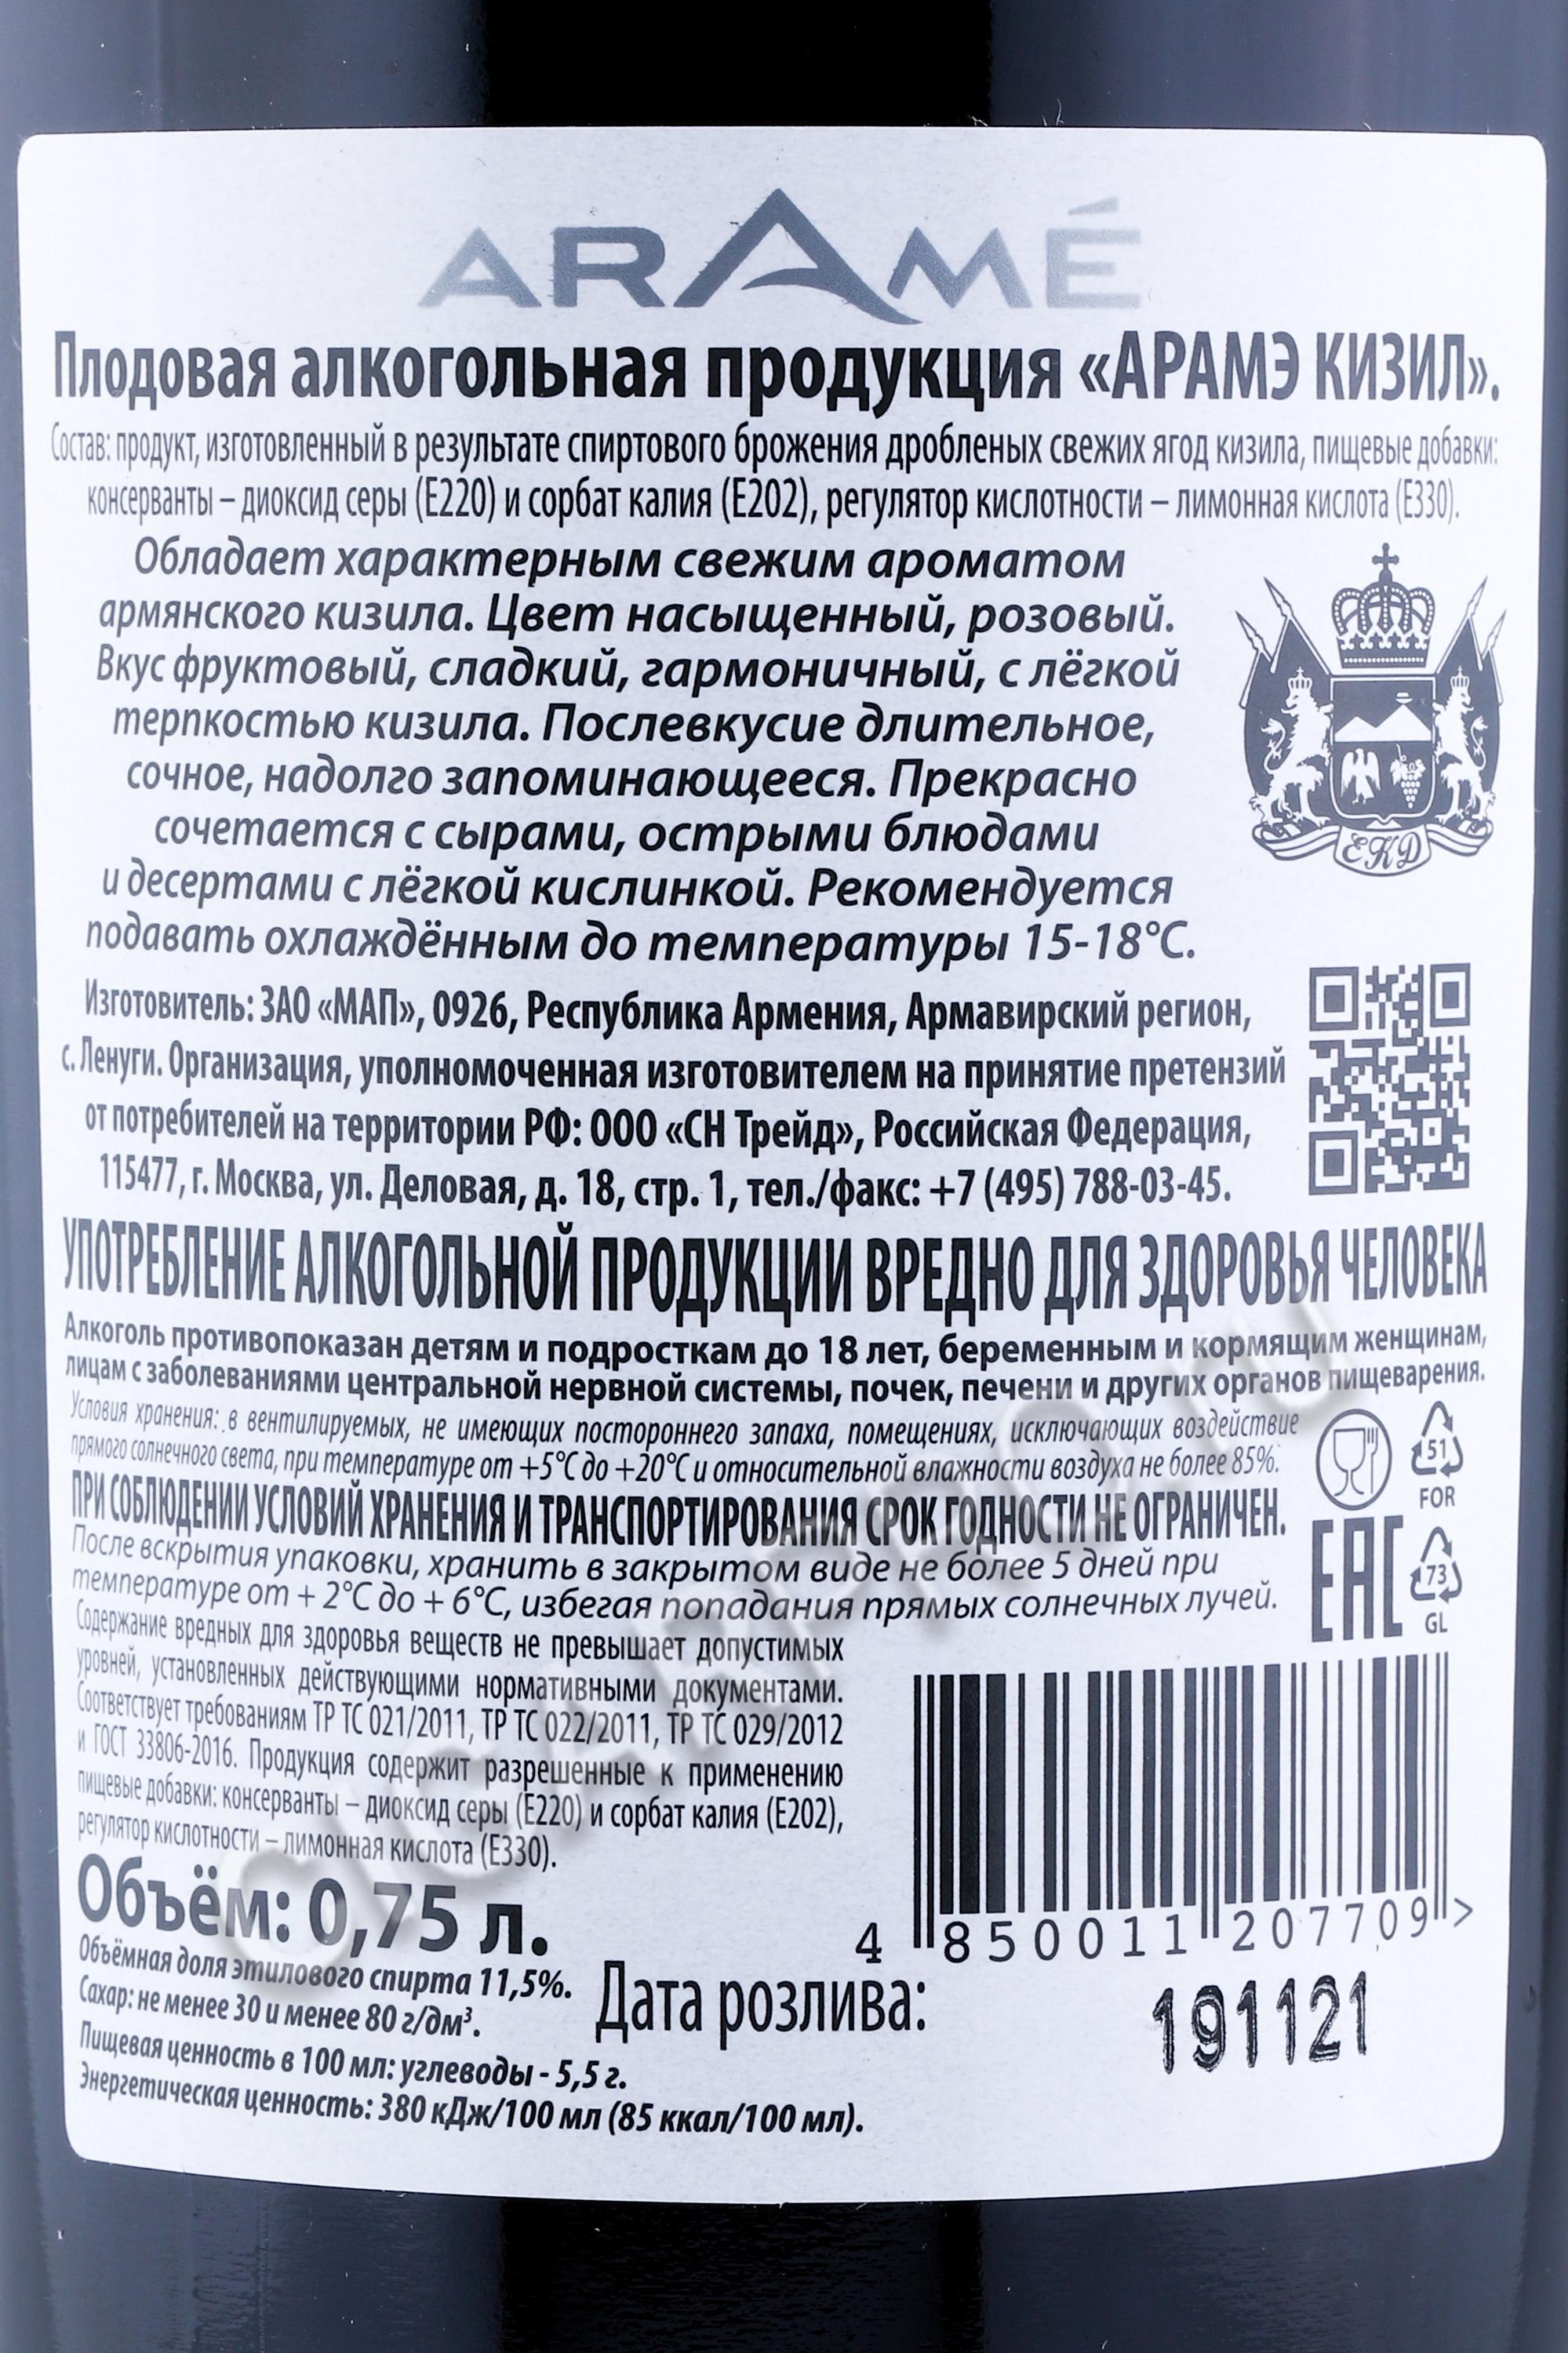 ARAMÉ
Плодовая алкогольная продукция «АРАМЭ КИЗИЛ».
Состав: продукт, изготовленный в результате спиртового брожения дробленых свежих ягод кизила, пищевые добавки:
консерванты – диоксид серы (Е220) и сорбат калия (Е202), регулятор кислотности – лимонная кислота (Е330).
Обладает характерным свежим ароматом
армянского кизила. Цвет насыщенный, розовый.
Вкус фруктовый, сладкий, гармоничный, с лёгкой
терпкостью кизила. Послевкусие длительное,
сочное, надолго запоминающееся. Прекрасно
сочетается с сырами, острыми блюдами
и десертами с лёгкой кислинкой. Рекомендуется
подавать охлаждённым до температуры 15-18°С.
EKD
Изготовитель: ЗАО «МАП», 0926, Республика Армения, Армавирский регион,
с. Ленуги. Организация, уполномоченная изготовителем на принятие претензий
от потребителей на территории РФ: ООО «СН Трейд», Российская Федерация,
115477, г. Москва, ул. Деловая, д. 18, стр. 1, тел./факс: +7 (495) 788-03-45.
УПОТРЕБЛЕНИЕ АЛКОГОЛЬНОЙ ПРОДУКЦИИ ВРЕДНО ДЛЯ ЗДОРОВЬЯ ЧЕЛОВЕКА
Алкоголь противопоказан детям и подросткам до 18 лет, беременным и кормящим женщинам,
лицам с заболеваниями центральной нервной системы, почек, печени и других органов пищеварения.
Условия хранения: в вентилируемых, не имеющих постороннего запаха, помещениях, исключающих воздействие
прямого солнечного света, при температуре от +5°С до +20°С и относительной влажности воздуха не более 85%.
ПРИ СОБЛЮДЕНИИ УСЛОВИЙ ХРАНЕНИЯ И ТРАНСПОРТИРОВАНИЯ СРОК ГОДНОСТИ НЕ ОГРАНИЧЕН.
После вскрытия упаковки, хранить в закрытом виде не более 5 дней при
температуре от + 2°С до + 6°С, избегая попадания прямых солнечных лучей.
51
FOR
EAC
73
GL
Содержание вредных для здоровья веществ не превышает допустимых
уровней, установленных действующими нормативными документами.
Соответствует требованиям ТР ТС 021/2011, ТР ТС 022/2011, ТР ТС 029/2012
и ГОСТ 33806-2016. Продукция содержит разрешенные к применению
пищевые добавки: консерванты – диоксид серы (Е220) и сорбат калия (Е202),
регулятор кислотности – лимонная кислота (Е330).
Объём: 0,75 л.
4 850011 207709 >
Объёмная доля этилового спирта 11,5%.
Сахар: не менее 30 и менее 80 г/дм³.
Дата розлива:
191121
Пищевая ценность в 100 мл: углеводы - 5,5 г.
Энергетическая ценность: 380 кДж/100 мл (85 ккал/100 мл).
CIGARPRO.ru